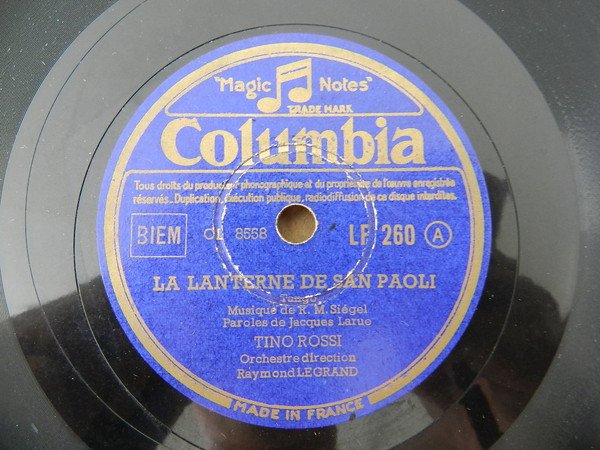 "Magic Notes"
TRADE MARK
Columbia
Tous droits du producteur phonographique et du propriétaire de l'œuvre enregistrée
réservés. Duplication, exécution publique, radiodiffusion de ce disque interdites.
BIEM CL 8558 LF 260 A
LA LANTERNE DE SAN PAOLI
Tango
Musique de R. M. Siégel
Paroles de Jacques Larue
TINO ROSSI
Orchestre direction
Raymond LEGRAND
MADE IN FRANCE